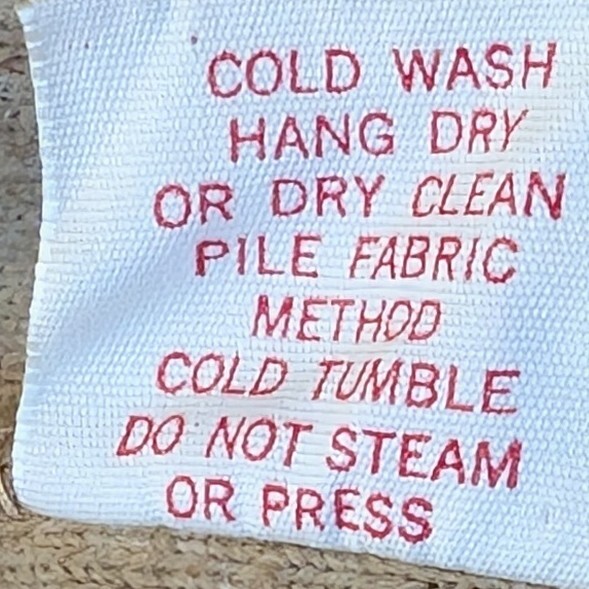 COLD WASH
HANG DRY
OR DRY CLEAN
PILE FABRIC
METHOD
COLD TUMBLE
DO NOT STEAM
OR PRESS